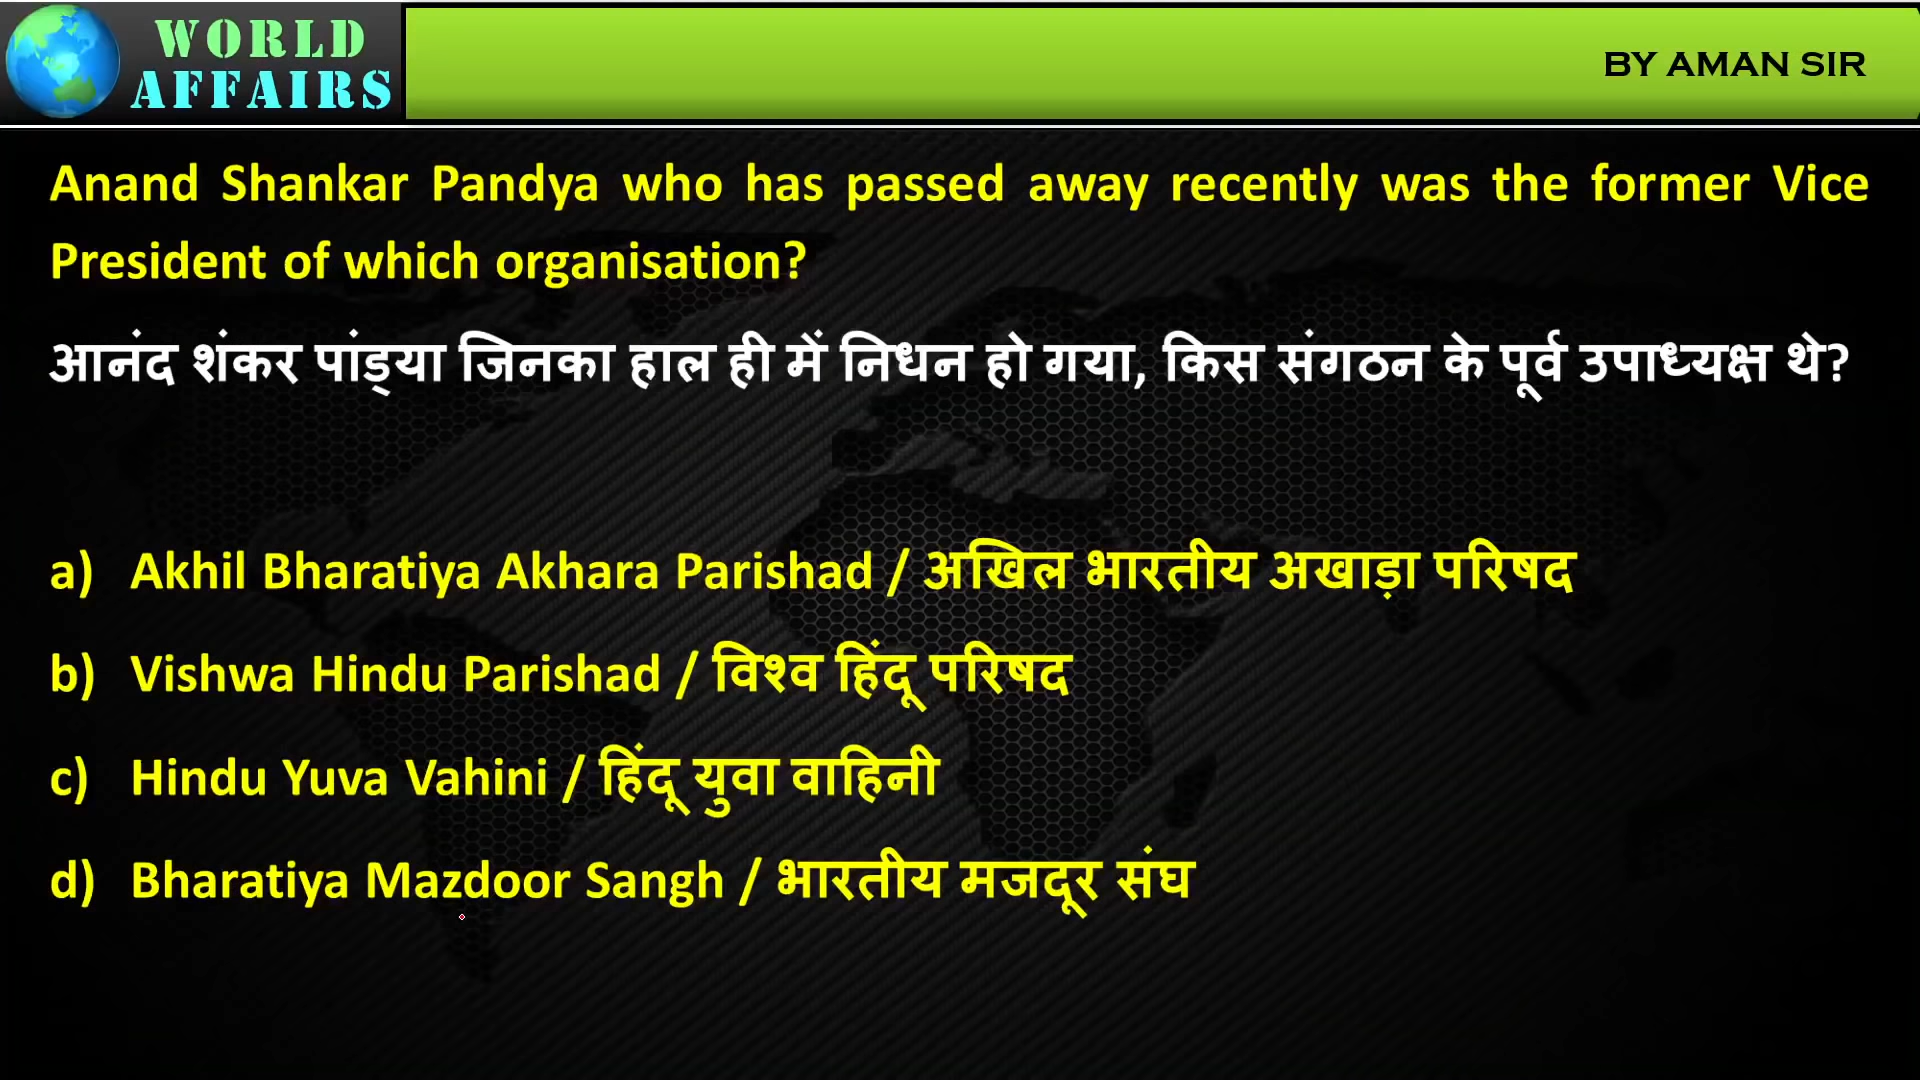 WORLD
AFFAIRS
BY AMAN SIR
Anand Shankar Pandya who has passed away recently was the former Vice
President of which organisation?
आनंद शंकर पांड्या जिनका हाल ही में निधन हो गया, किस संगठन के पूर्व उपाध्यक्ष थे?
a) Akhil Bharatiya Akhara Parishad / अखिल भारतीय अखाड़ा परिषद
b) Vishwa Hindu Parishad / विश्व हिंदू परिषद
c) Hindu Yuva Vahini / हिंदू युवा वाहिनी
d) Bharatiya Mazdoor Sangh / भारतीय मजदूर संघ